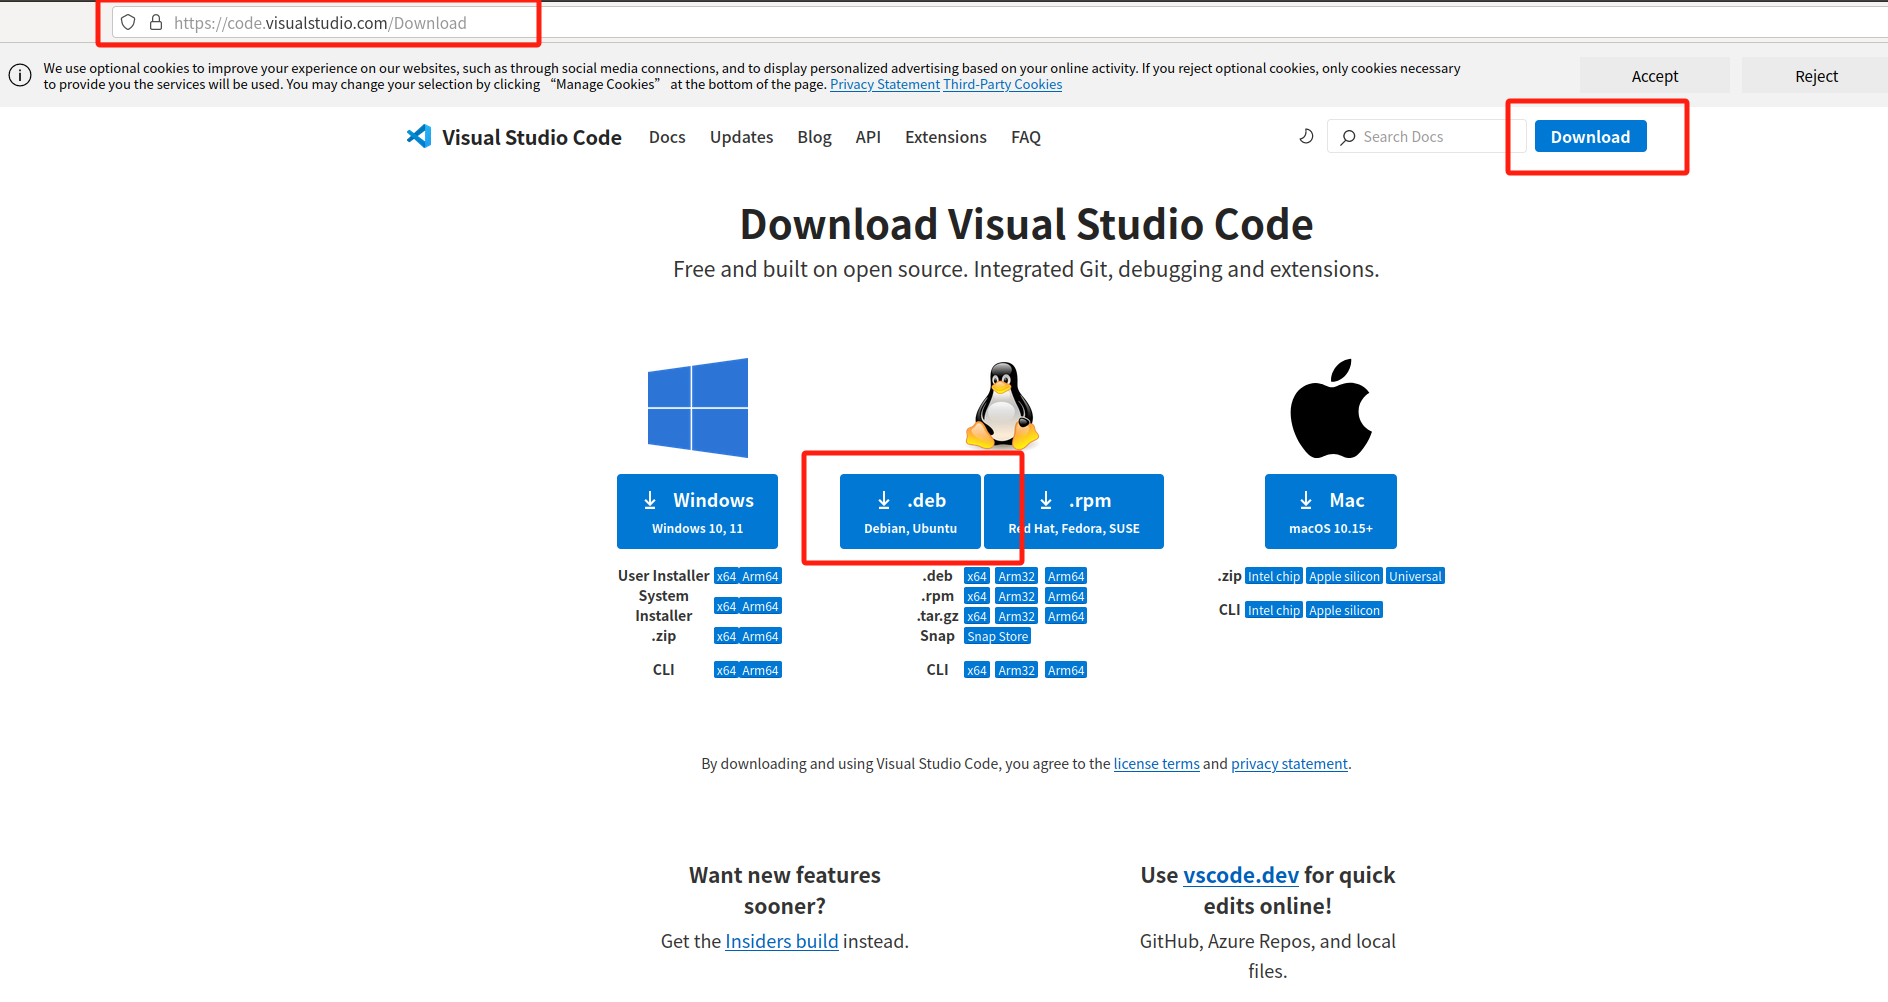 https://code.visualstudio.com/Download
We use optional cookies to improve your experience on our websites, such as through social media connections, and to display personalized advertising based on your online activity. If you reject optional cookies, only cookies necessary
to provide you the services will be used. You may change your selection by clicking “Manage Cookies” at the bottom of the page. Privacy Statement Third-Party Cookies
Accept
Reject
Visual Studio Code Docs Updates Blog API Extensions FAQ Search Docs Download
Download Visual Studio Code
Free and built on open source. Integrated Git, debugging and extensions.
Windows
Windows 10, 11
User Installer x64 Arm64
System
Installer x64 Arm64
.zip x64 Arm64
CLI x64 Arm64
.deb
Debian, Ubuntu
.rpm
Red Hat, Fedora, SUSE
.deb x64 Arm32 Arm64
.rpm x64 Arm32 Arm64
.tar.gz x64 Arm32 Arm64
Snap Snap Store
CLI x64 Arm32 Arm64
Mac
macOS 10.15+
.zip Intel chip Apple silicon Universal
CLI Intel chip Apple silicon
By downloading and using Visual Studio Code, you agree to the license terms and privacy statement.
Want new features
sooner?
Get the Insiders build instead.
Use vscode.dev for quick
edits online!
GitHub, Azure Repos, and local
files.